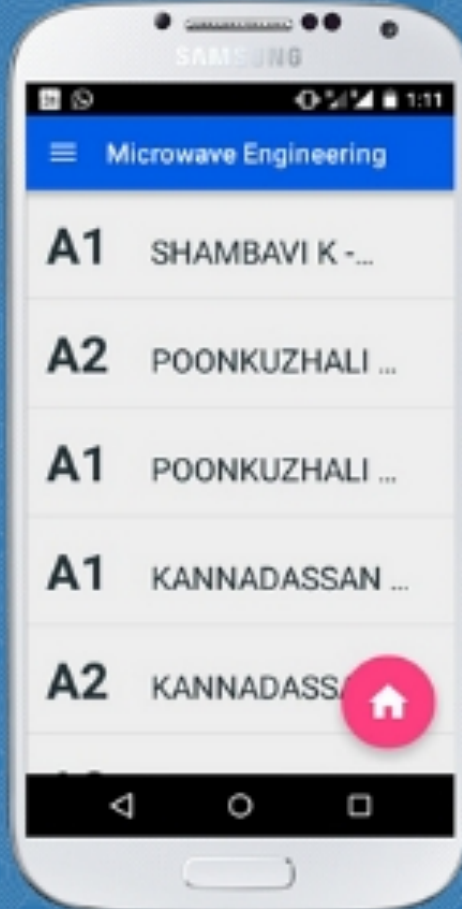 SAMSUNG
1:11
Microwave Engineering
A1 SHAMBAVI K -...
A2 POONKUZHALI ...
A1 POONKUZHALI ...
A1 KANNADASSAN ...
A2 KANNADASSA